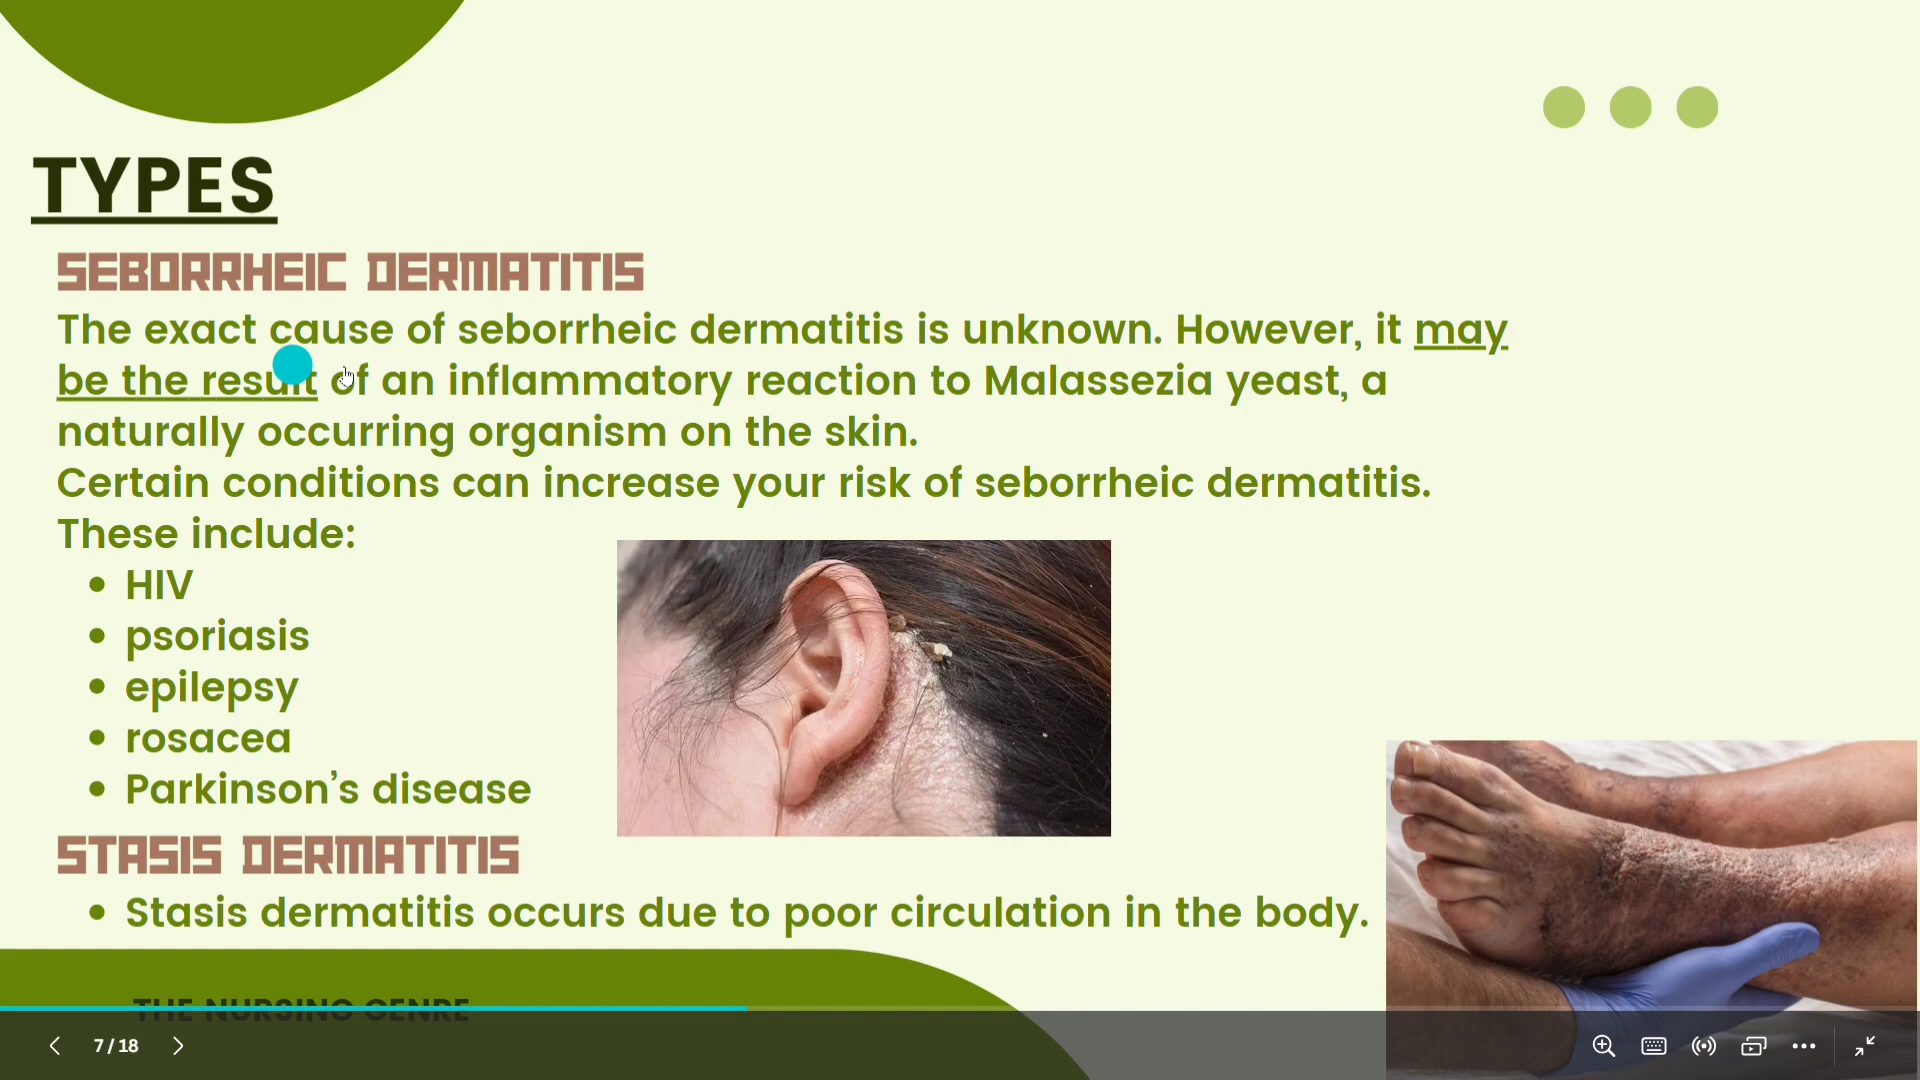 TYPES
SEBORRHEIC DERMATITIS
The exact cause of seborrheic dermatitis is unknown. However, it may
be the result of an inflammatory reaction to Malassezia yeast, a
naturally occurring organism on the skin.
Certain conditions can increase your risk of seborrheic dermatitis.
These include:
• HIV
• psoriasis
• epilepsy
• rosacea
• Parkinson's disease
STASIS DERMATITIS
• Stasis dermatitis occurs due to poor circulation in the body.
THE NURSING GENRE
7 / 18